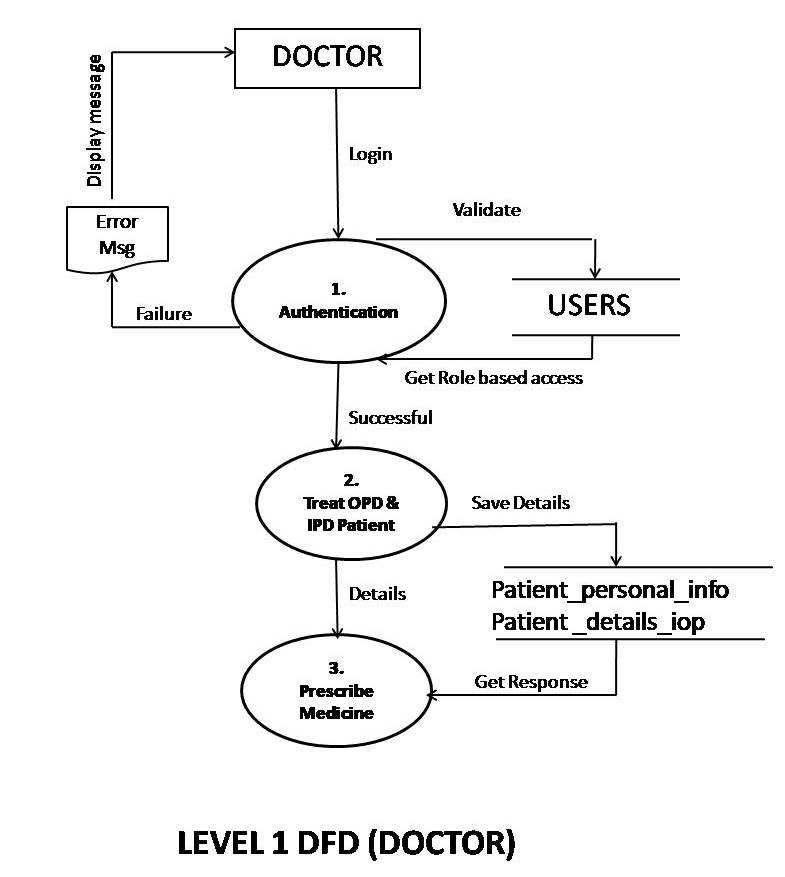 DOCTOR
Display message
Login
Validate
Error
Msg
1.
Authentication
USERS
Failure
Get Role based access
Successful
2.
Treat OPD &
IPD Patient
Save Details
Details
Patient_personal_info
Patient _details_iop
3.
Prescribe
Medicine
Get Response
LEVEL 1 DFD (DOCTOR)